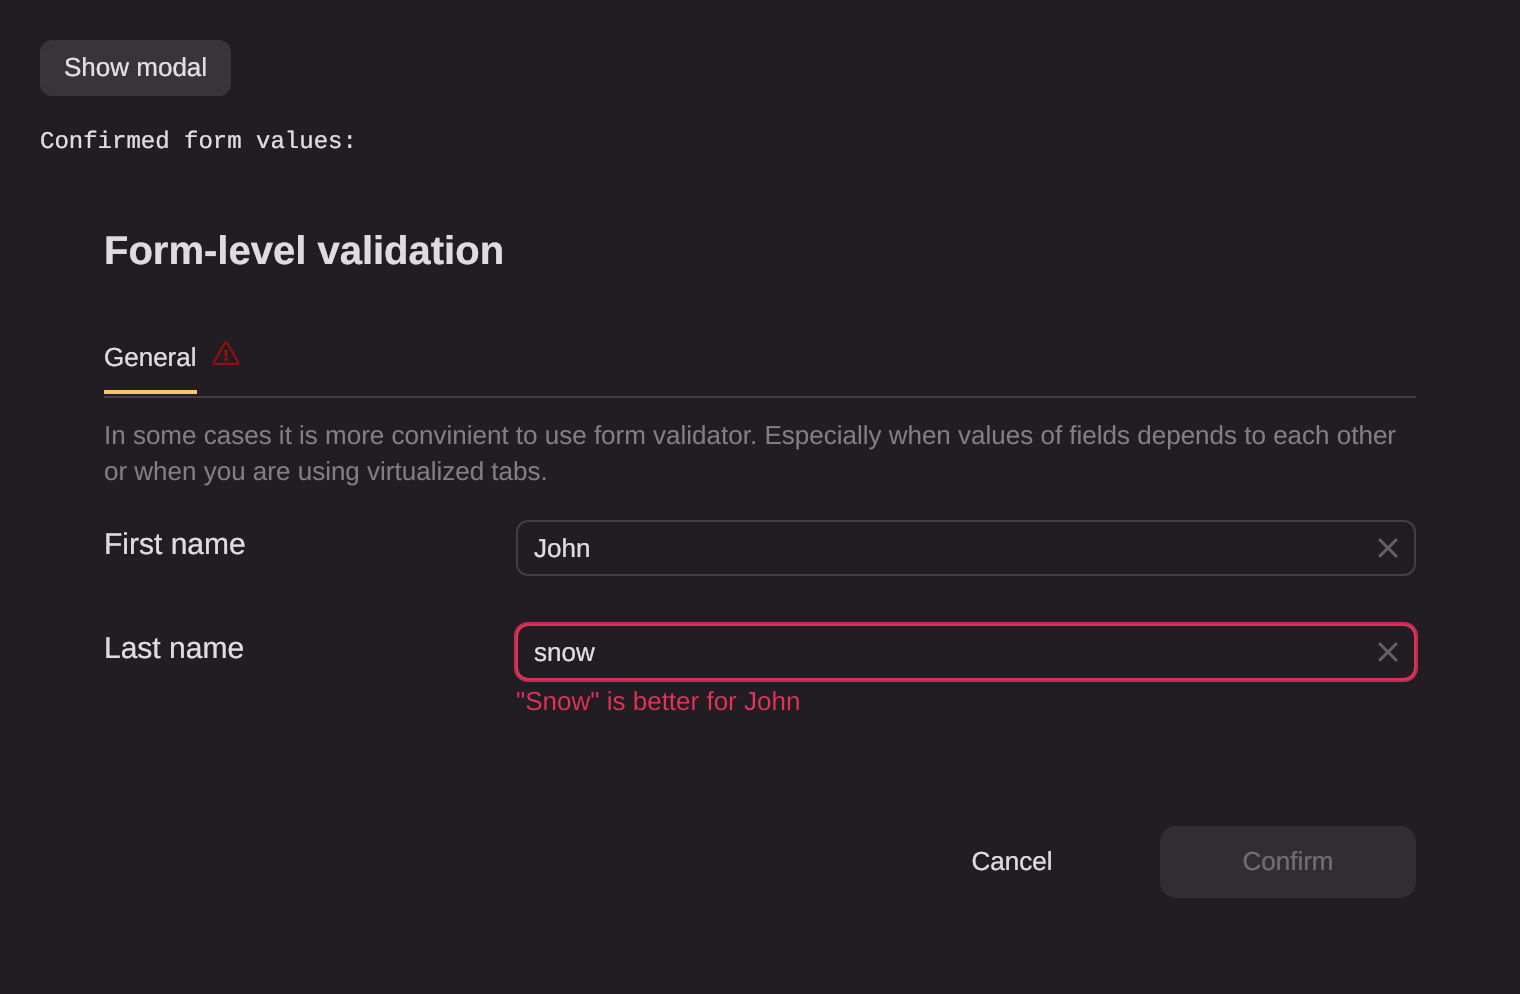 Show modal
Confirmed form values:
Form-level validation
General
In some cases it is more convinient to use form validator. Especially when values of fields depends to each other
or when you are using virtualized tabs.
First name
John
Last name
snow
"Snow" is better for John
Cancel
Confirm